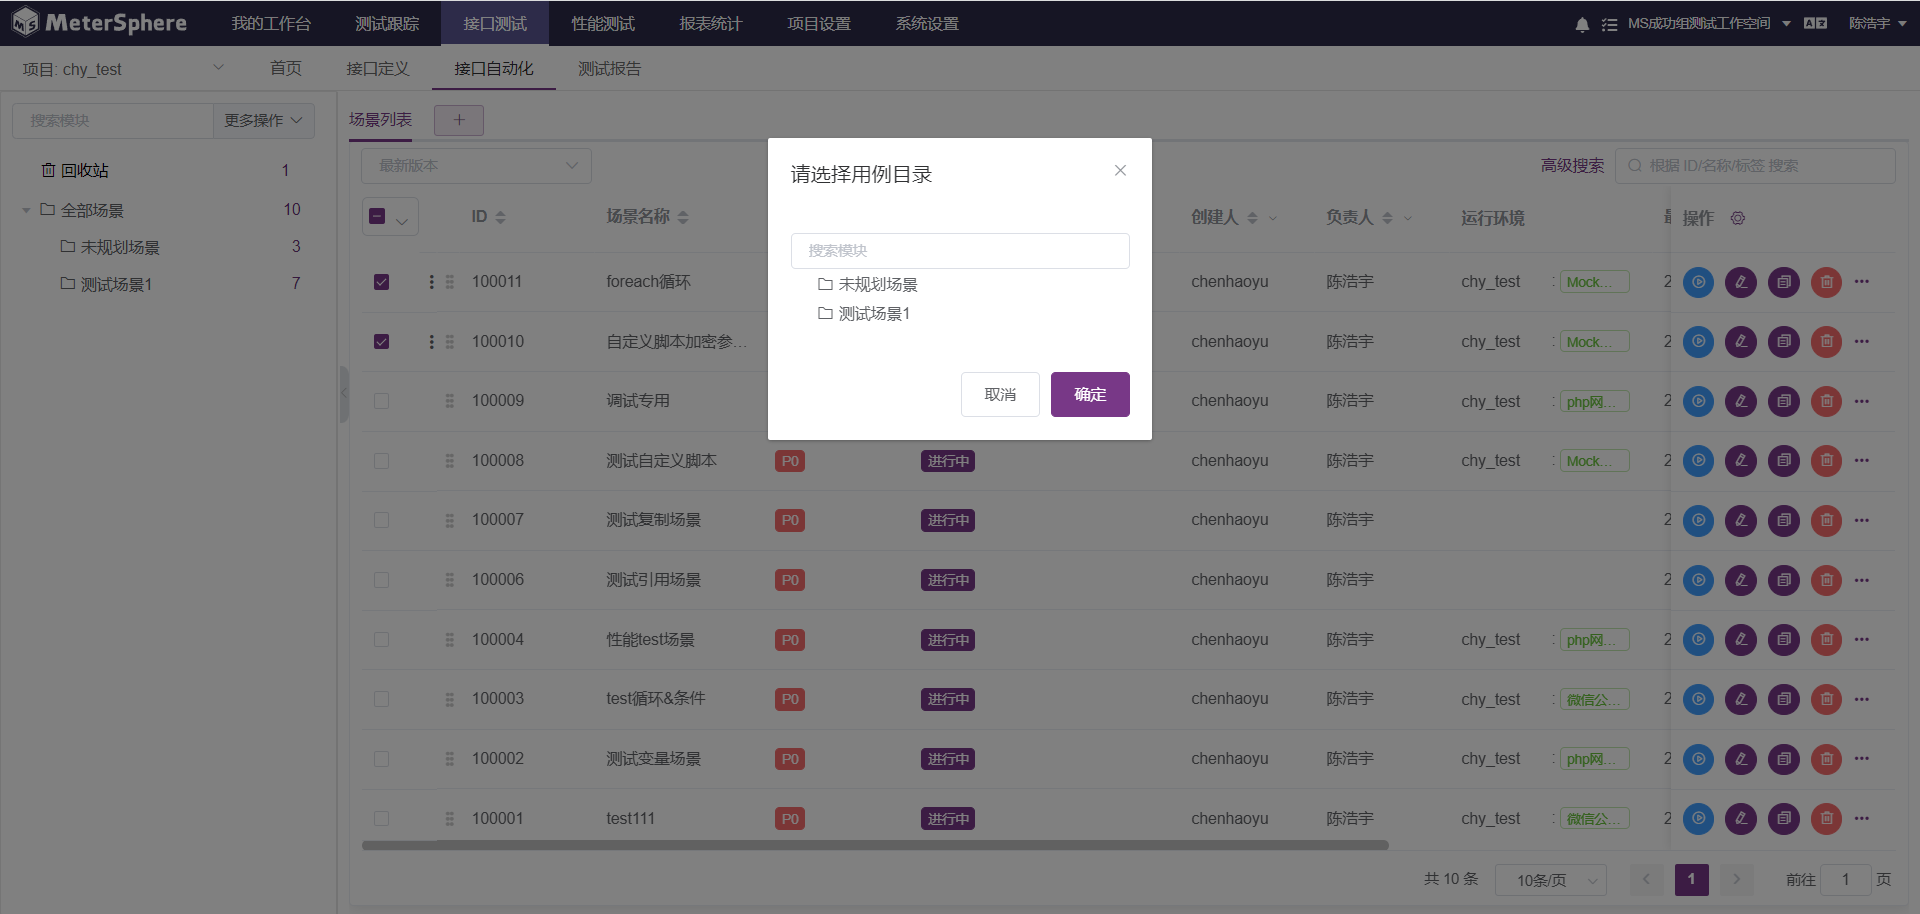 MeterSphere 我的工作台 测试跟踪 接口测试 性能测试 报表统计 项目设置 系统设置 MS成功组测试工作空间 陈浩宇
项目: chy_test 首页 接口定义 接口自动化 测试报告
搜索模块 更多操作
回收站 1
全部场景 10
未规划场景 3
测试场景1 7
场景列表 +
最新版本 高级搜索 根据 ID/名称/标签 搜索
ID 场景名称 创建人 负责人 运行环境 操作
100011 foreach循环 chenhaoyu 陈浩宇 chy_test : Mock... 2
100010 自定义脚本加密参... chenhaoyu 陈浩宇 chy_test : Mock... 2
100009 调试专用 chenhaoyu 陈浩宇 chy_test : php网... 2
100008 测试自定义脚本 P0 进行中 chenhaoyu 陈浩宇 chy_test : Mock... 2
100007 测试复制场景 P0 进行中 chenhaoyu 陈浩宇 2
100006 测试引用场景 P0 进行中 chenhaoyu 陈浩宇 2
100004 性能test场景 P0 进行中 chenhaoyu 陈浩宇 chy_test : php网... 2
100003 test循环&条件 P0 进行中 chenhaoyu 陈浩宇 chy_test : 微信公... 2
100002 测试变量场景 P0 进行中 chenhaoyu 陈浩宇 chy_test : php网... 2
100001 test111 P0 进行中 chenhaoyu 陈浩宇 chy_test : 微信公... 2
共 10 条 10条/页 1 前往 1 页
请选择用例目录
搜索模块
未规划场景
测试场景1
取消 确定